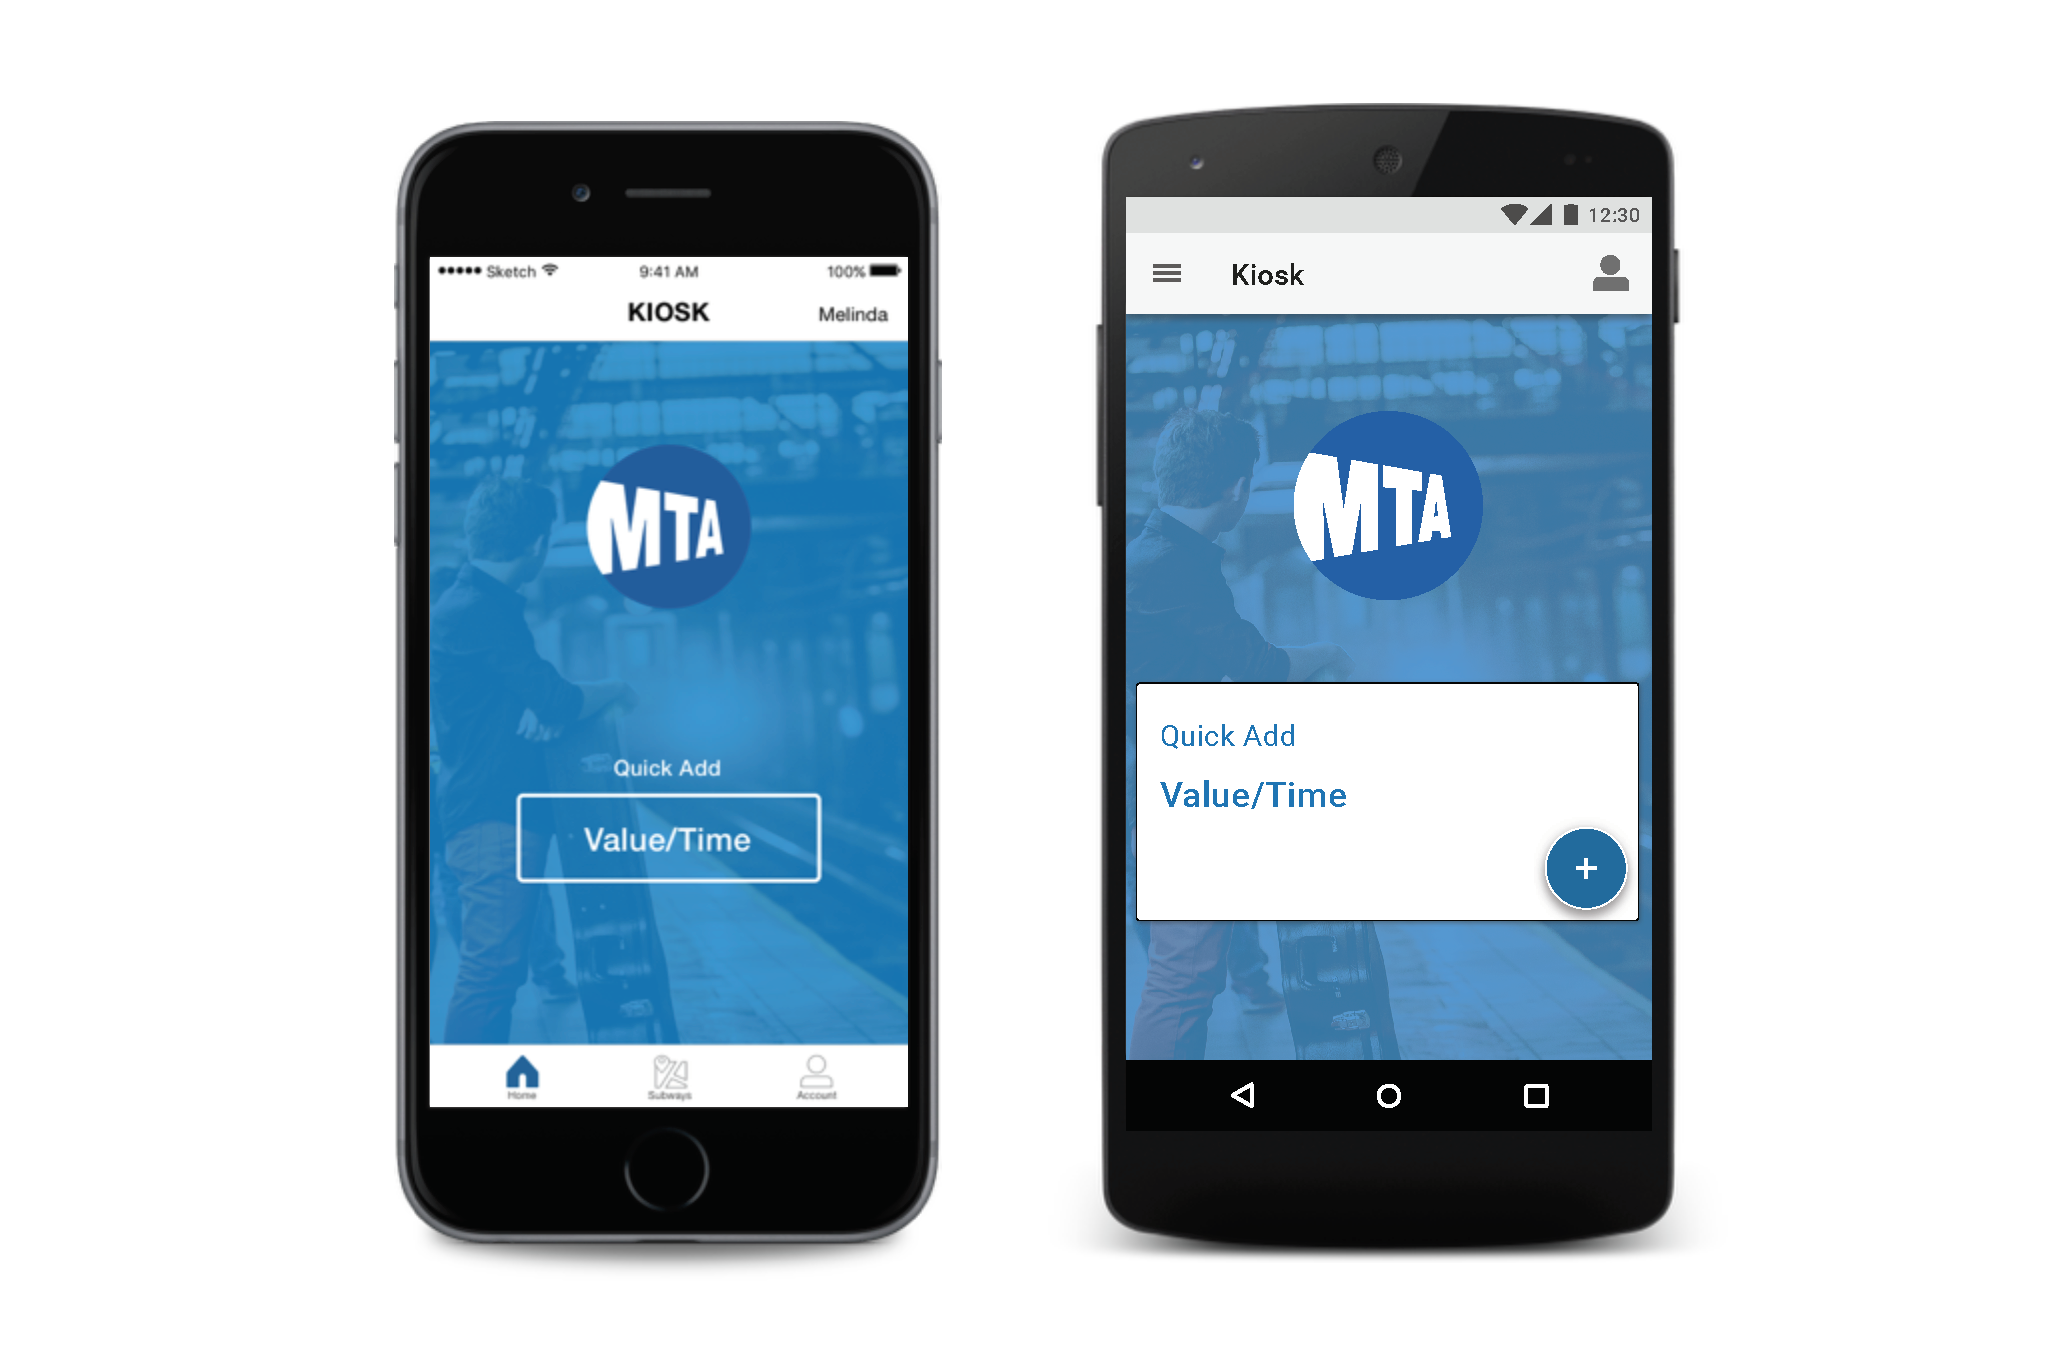 Sketch 9:41 AM 100%
KIOSK Melinda
MTA
Quick Add
Value/Time
Home Subways Account
12:30
Kiosk
MTA
Quick Add
Value/Time
+